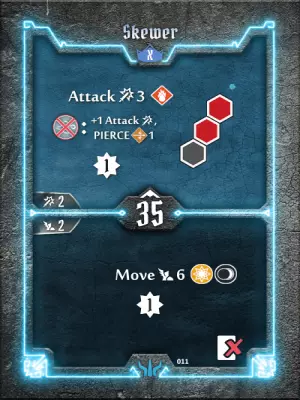 Skewer
X
Attack 3
+1 Attack,
PIERCE 1
1
2
35
2
Move 6
1
011